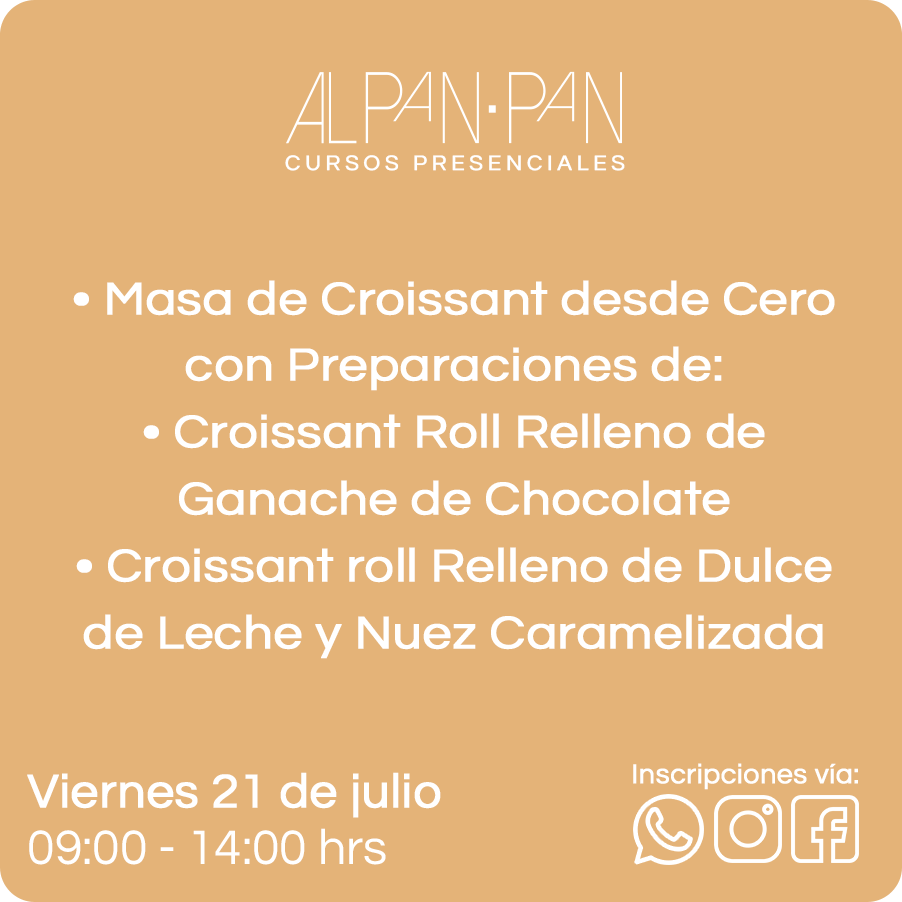 ALPAN·PAN
CURSOS PRESENCIALES
• Masa de Croissant desde Cero
con Preparaciones de:
• Croissant Roll Relleno de
Ganache de Chocolate
• Croissant roll Relleno de Dulce
de Leche y Nuez Caramelizada
Viernes 21 de julio
09:00 - 14:00 hrs
Inscripciones vía: